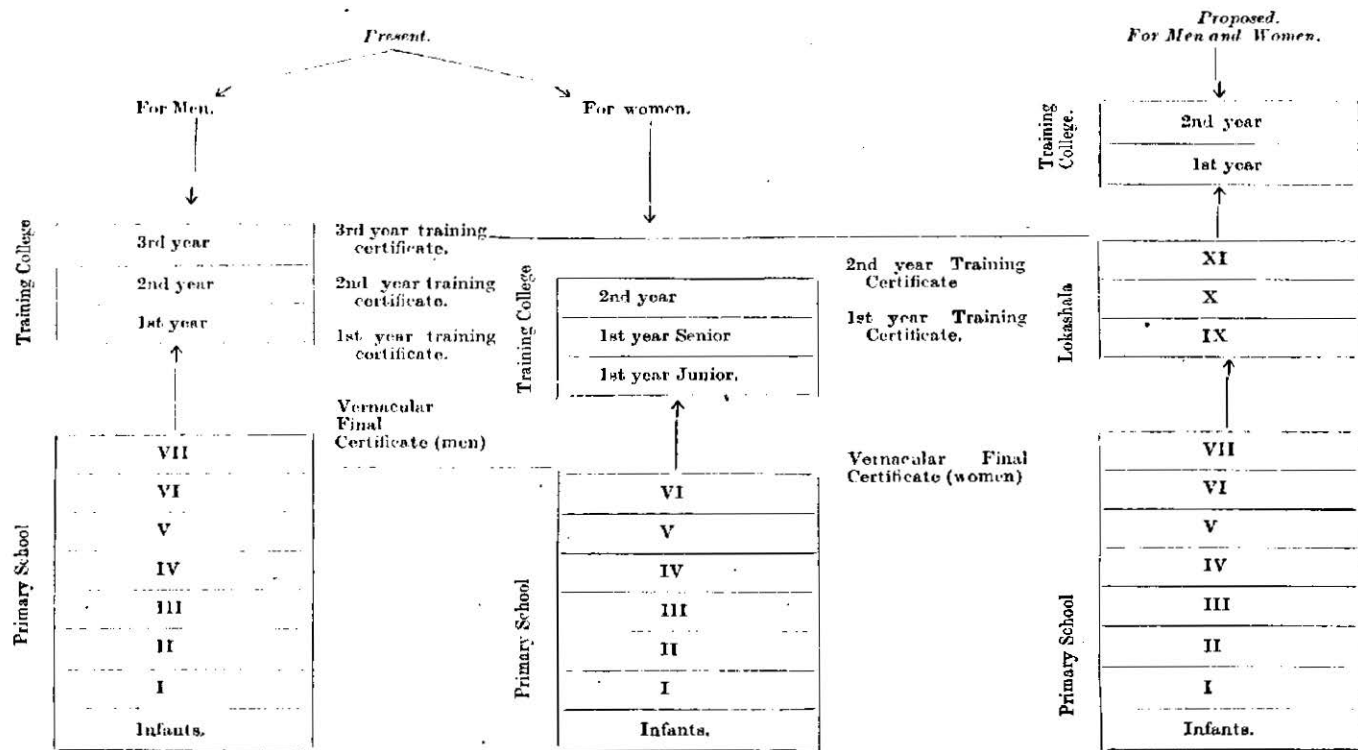 Present.
Proposed.
For Men and Women.
For Men.
For women.
Training College
3rd year
2nd year
1st year
3rd year training
certificate.
2nd year training
certificate.
1st year training
certificate.
Vernacular
Final
Certificate (men)
Primary School
VII
VI
V
IV
III
II
I
Infants.
Training College
2nd year
1st year Senior
1st year Junior.
2nd year Training
Certificate
1st year Training
Certificate.
Vernacular Final
Certificate (women)
Primary School
VI
V
IV
III
II
I
Infants.
Training
College.
2nd year
1st year
Lokashala
XI
X
IX
Primary School
VII
VI
V
IV
III
II
I
Infants.